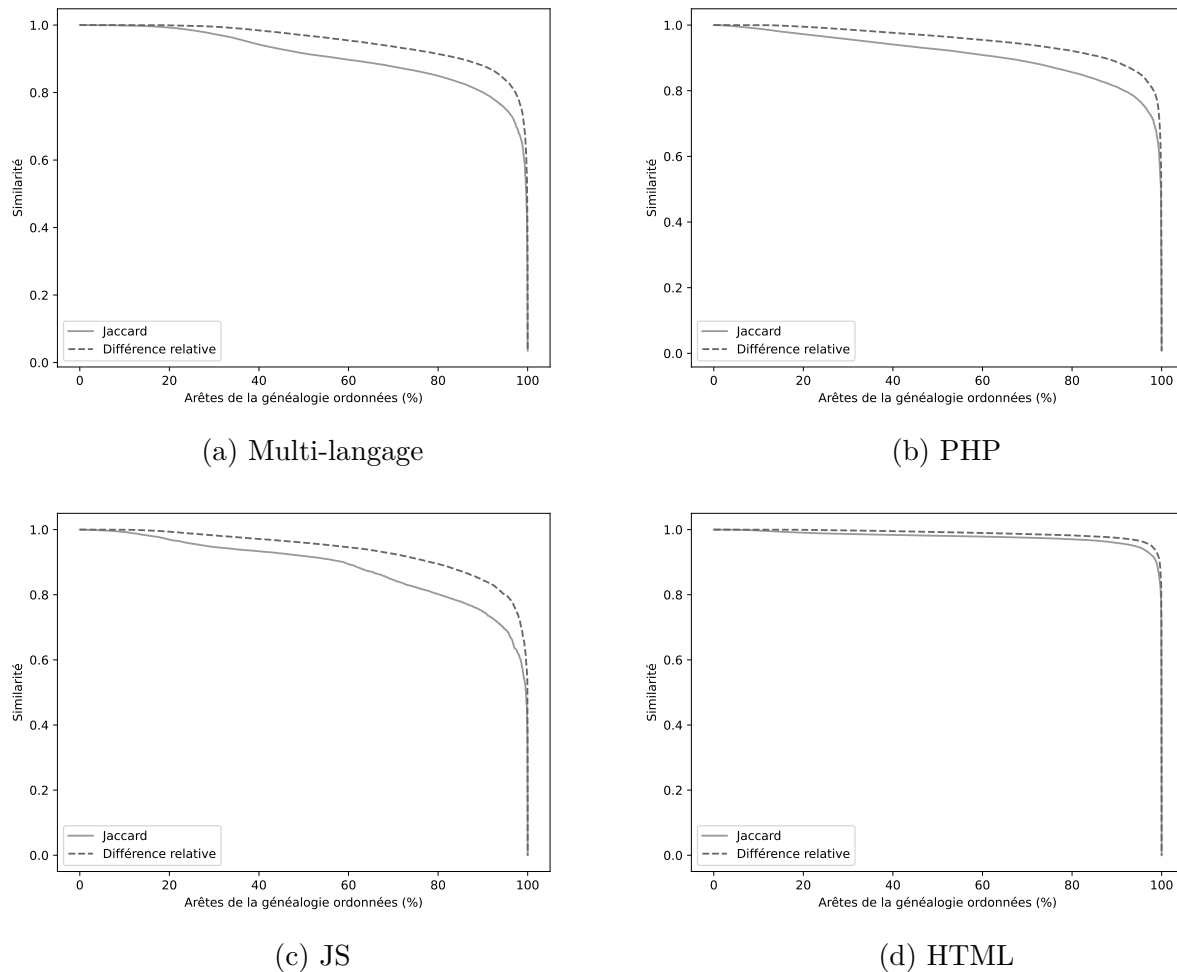 1.0
0.8
0.6
0.4
0.2
0.0
Similarité
Jaccard
Différence relative
0 20 40 60 80 100
Arêtes de la généalogie ordonnées (%)
(a) Multi-langage
1.0
0.8
0.6
0.4
0.2
0.0
Similarité
Jaccard
Différence relative
0 20 40 60 80 100
Arêtes de la généalogie ordonnées (%)
(b) PHP
1.0
0.8
0.6
0.4
0.2
0.0
Similarité
Jaccard
Différence relative
0 20 40 60 80 100
Arêtes de la généalogie ordonnées (%)
(c) JS
1.0
0.8
0.6
0.4
0.2
0.0
Similarité
Jaccard
Différence relative
0 20 40 60 80 100
Arêtes de la généalogie ordonnées (%)
(d) HTML